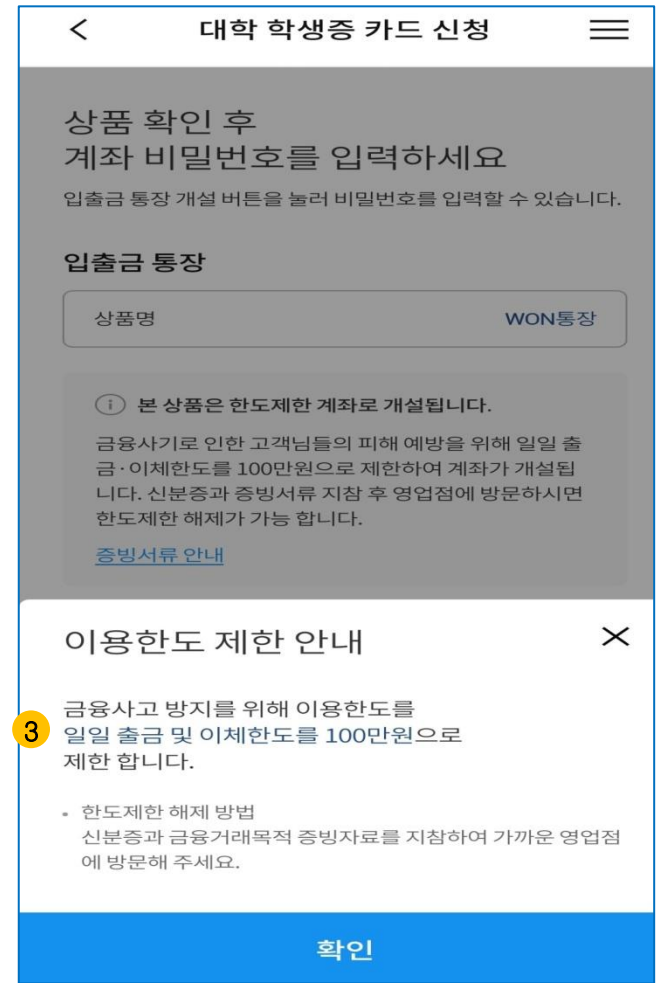 대학 학생증 카드 신청
상품 확인 후
계좌 비밀번호를 입력하세요
입출금 통장 개설 버튼을 눌러 비밀번호를 입력할 수 있습니다.
입출금 통장
상품명 WON통장
본 상품은 한도제한 계좌로 개설됩니다.
금융사기로 인한 고객님들의 피해 예방을 위해 일일 출
금·이체한도를 100만원으로 제한하여 계좌가 개설됩
니다. 신분증과 증빙서류 지참 후 영업점에 방문하시면
한도제한 해제가 가능 합니다.
증빙서류 안내
이용한도 제한 안내
금융사고 방지를 위해 이용한도를
3 일일 출금 및 이체한도를 100만원으로
제한 합니다.
• 한도제한 해제 방법
신분증과 금융거래목적 증빙자료를 지참하여 가까운 영업점
에 방문해 주세요.
확인